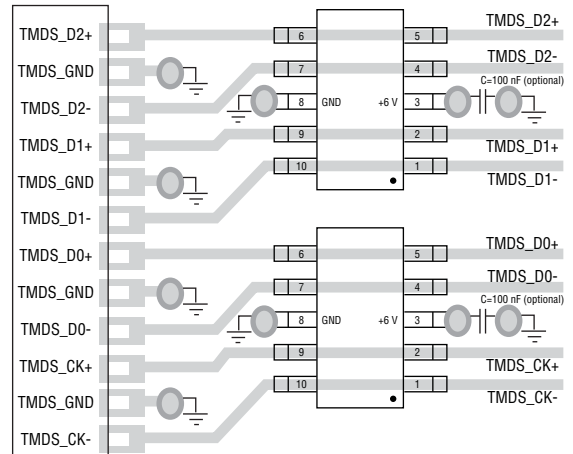 TMDS_D2+
TMDS_GND
TMDS_D2-
TMDS_D1+
TMDS_GND
TMDS_D1-
TMDS_D0+
TMDS_GND
TMDS_D0-
TMDS_CK+
TMDS_GND
TMDS_CK-
6 5
7 4
8 GND +6 V 3
9 2
10 1
TMDS_D2+
TMDS_D2-
C=100 nF (optional)
TMDS_D1+
TMDS_D1-
6 5
7 4
8 GND +6 V 3
9 2
10 1
TMDS_D0+
TMDS_D0-
C=100 nF (optional)
TMDS_CK+
TMDS_CK-